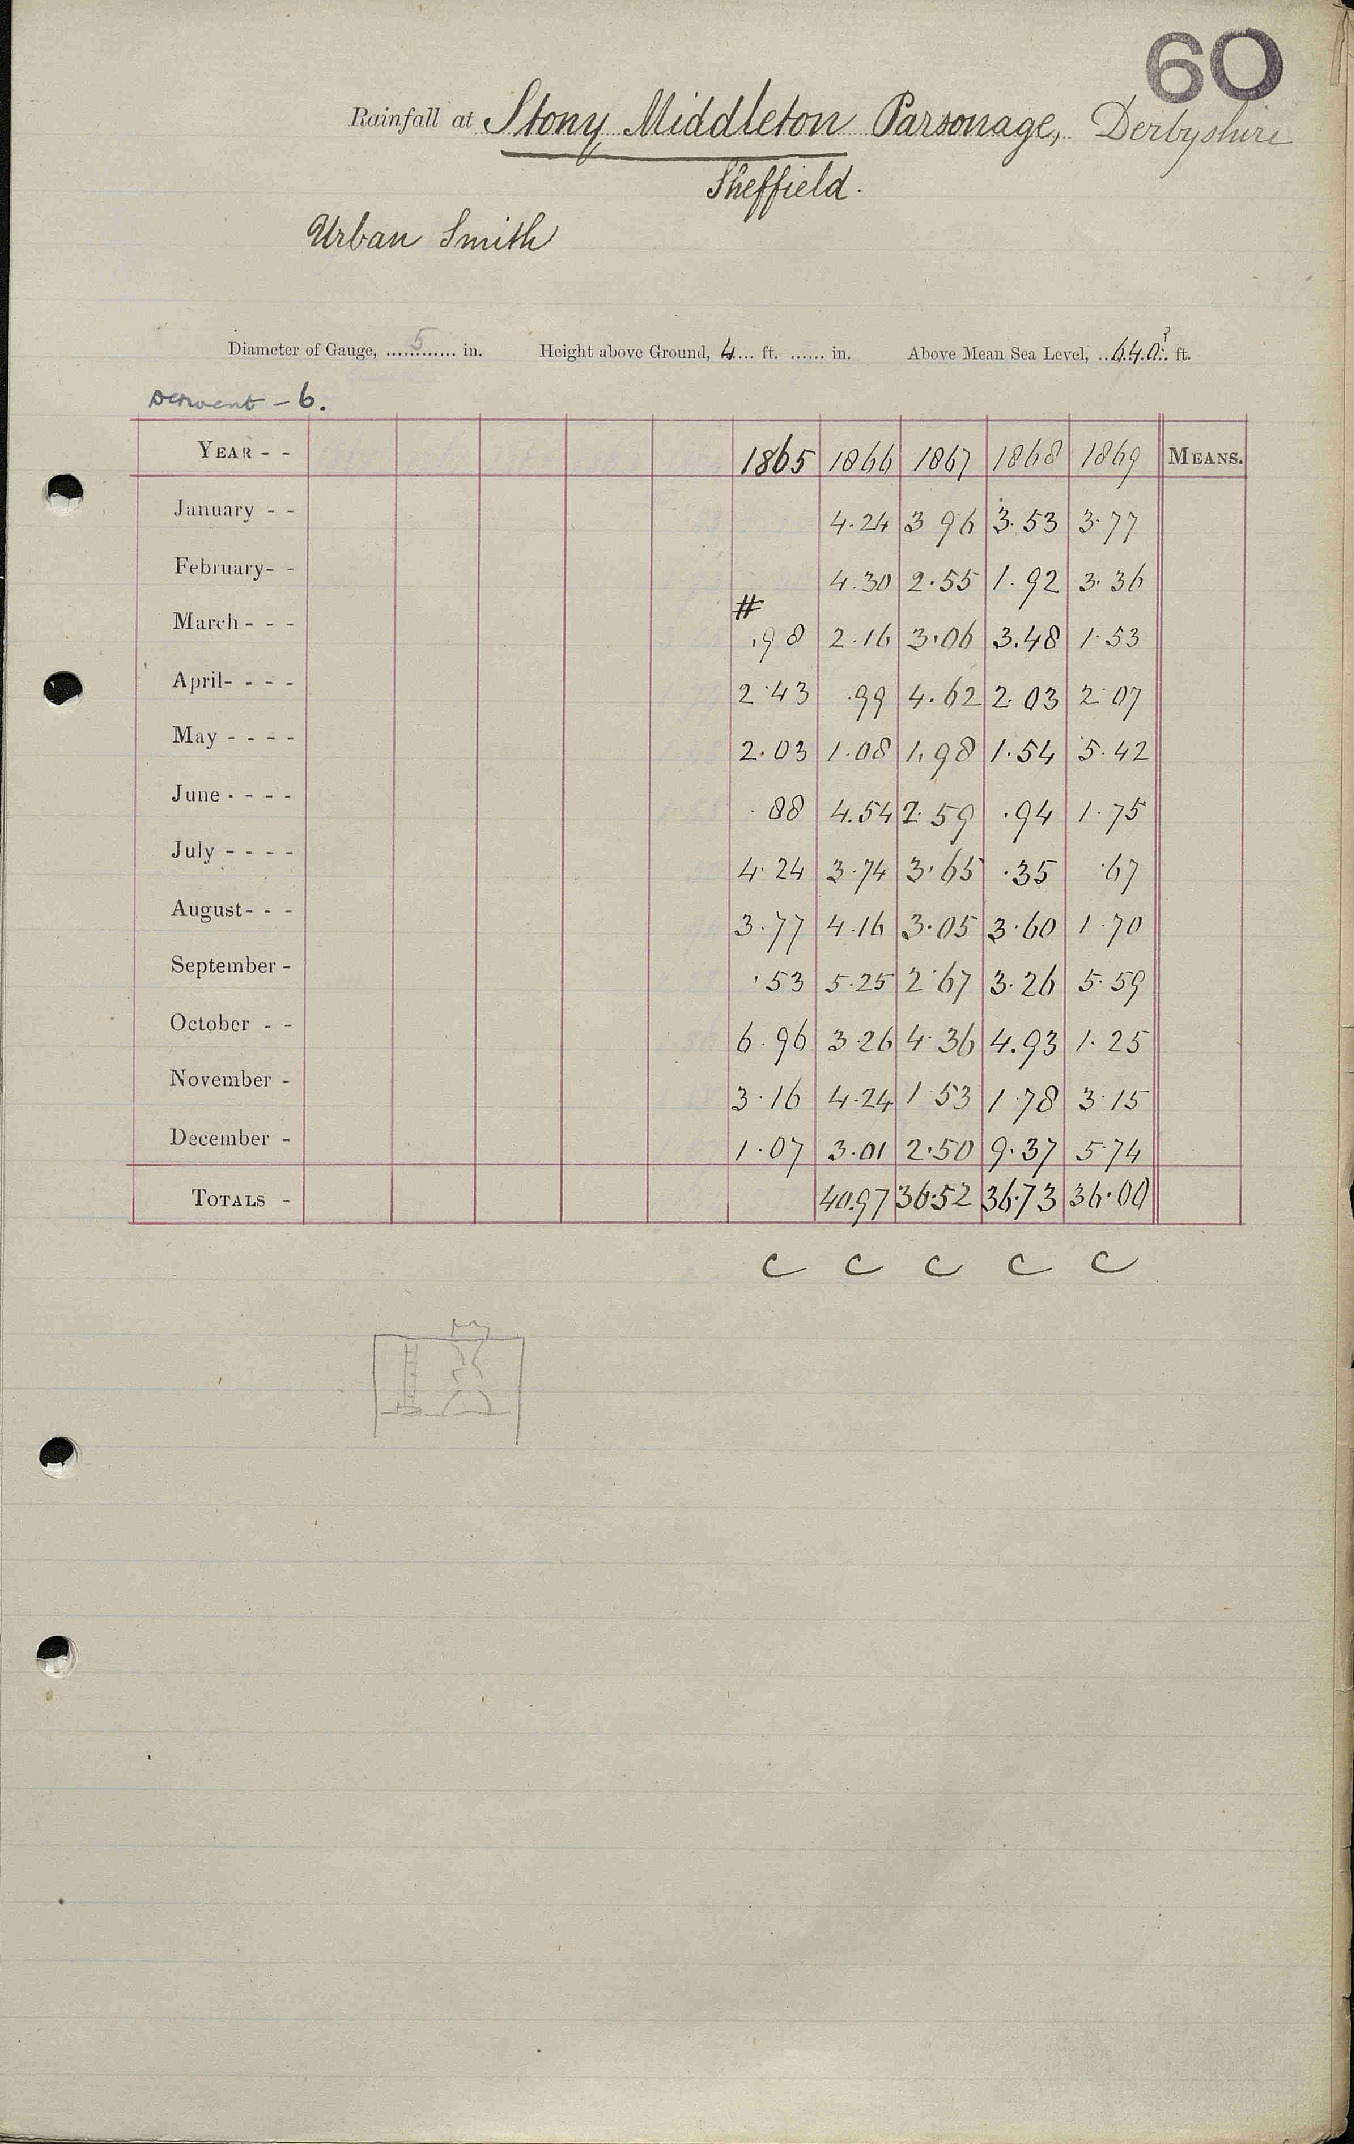 60
Rainfall at Stony Middleton Parsonage, Derbyshire
Sheffield.
Urban Smith
Diameter of Gauge, ..... 5 ..... in. Height above Ground, 4 ... ft. ...... in. Above Mean Sea Level, ..640?.. ft.
Derwent - 6.
YEAR - - 1865 1866 1867 1868 1869 MEANS.
January - - 4.24 3 96 3.53 3.77
February- - 4.30 2.55 1.92 3.36
#
March - - - .98 2.16 3.06 3.48 1.53
April- - - - 2.43 .99 4.62 2.03 2.07
May - - - - 2.03 1.08 1.98 1.54 5.42
June - - - - .88 4.54 2.59 .94 1.75
July - - - - 4.24 3.74 3.65 .35 .67
August- - - 3.77 4.16 3.05 3.60 1.70
September - .53 5.25 2.67 3.26 5.59
October - - 6.96 3.26 4.36 4.93 1.25
November - 3.16 4.24 1.53 1.78 3.15
December - 1.07 3.01 2.50 9.37 5.74
TOTALS - 40.97 36.52 36.73 36.00
C C C C C